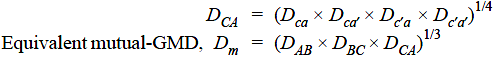 D_CA = (D_ca × D_ca′ × D_c′a × D_c′a′)^1/4
Equivalent mutual-GMD, D_m = (D_AB × D_BC × D_CA)^1/3